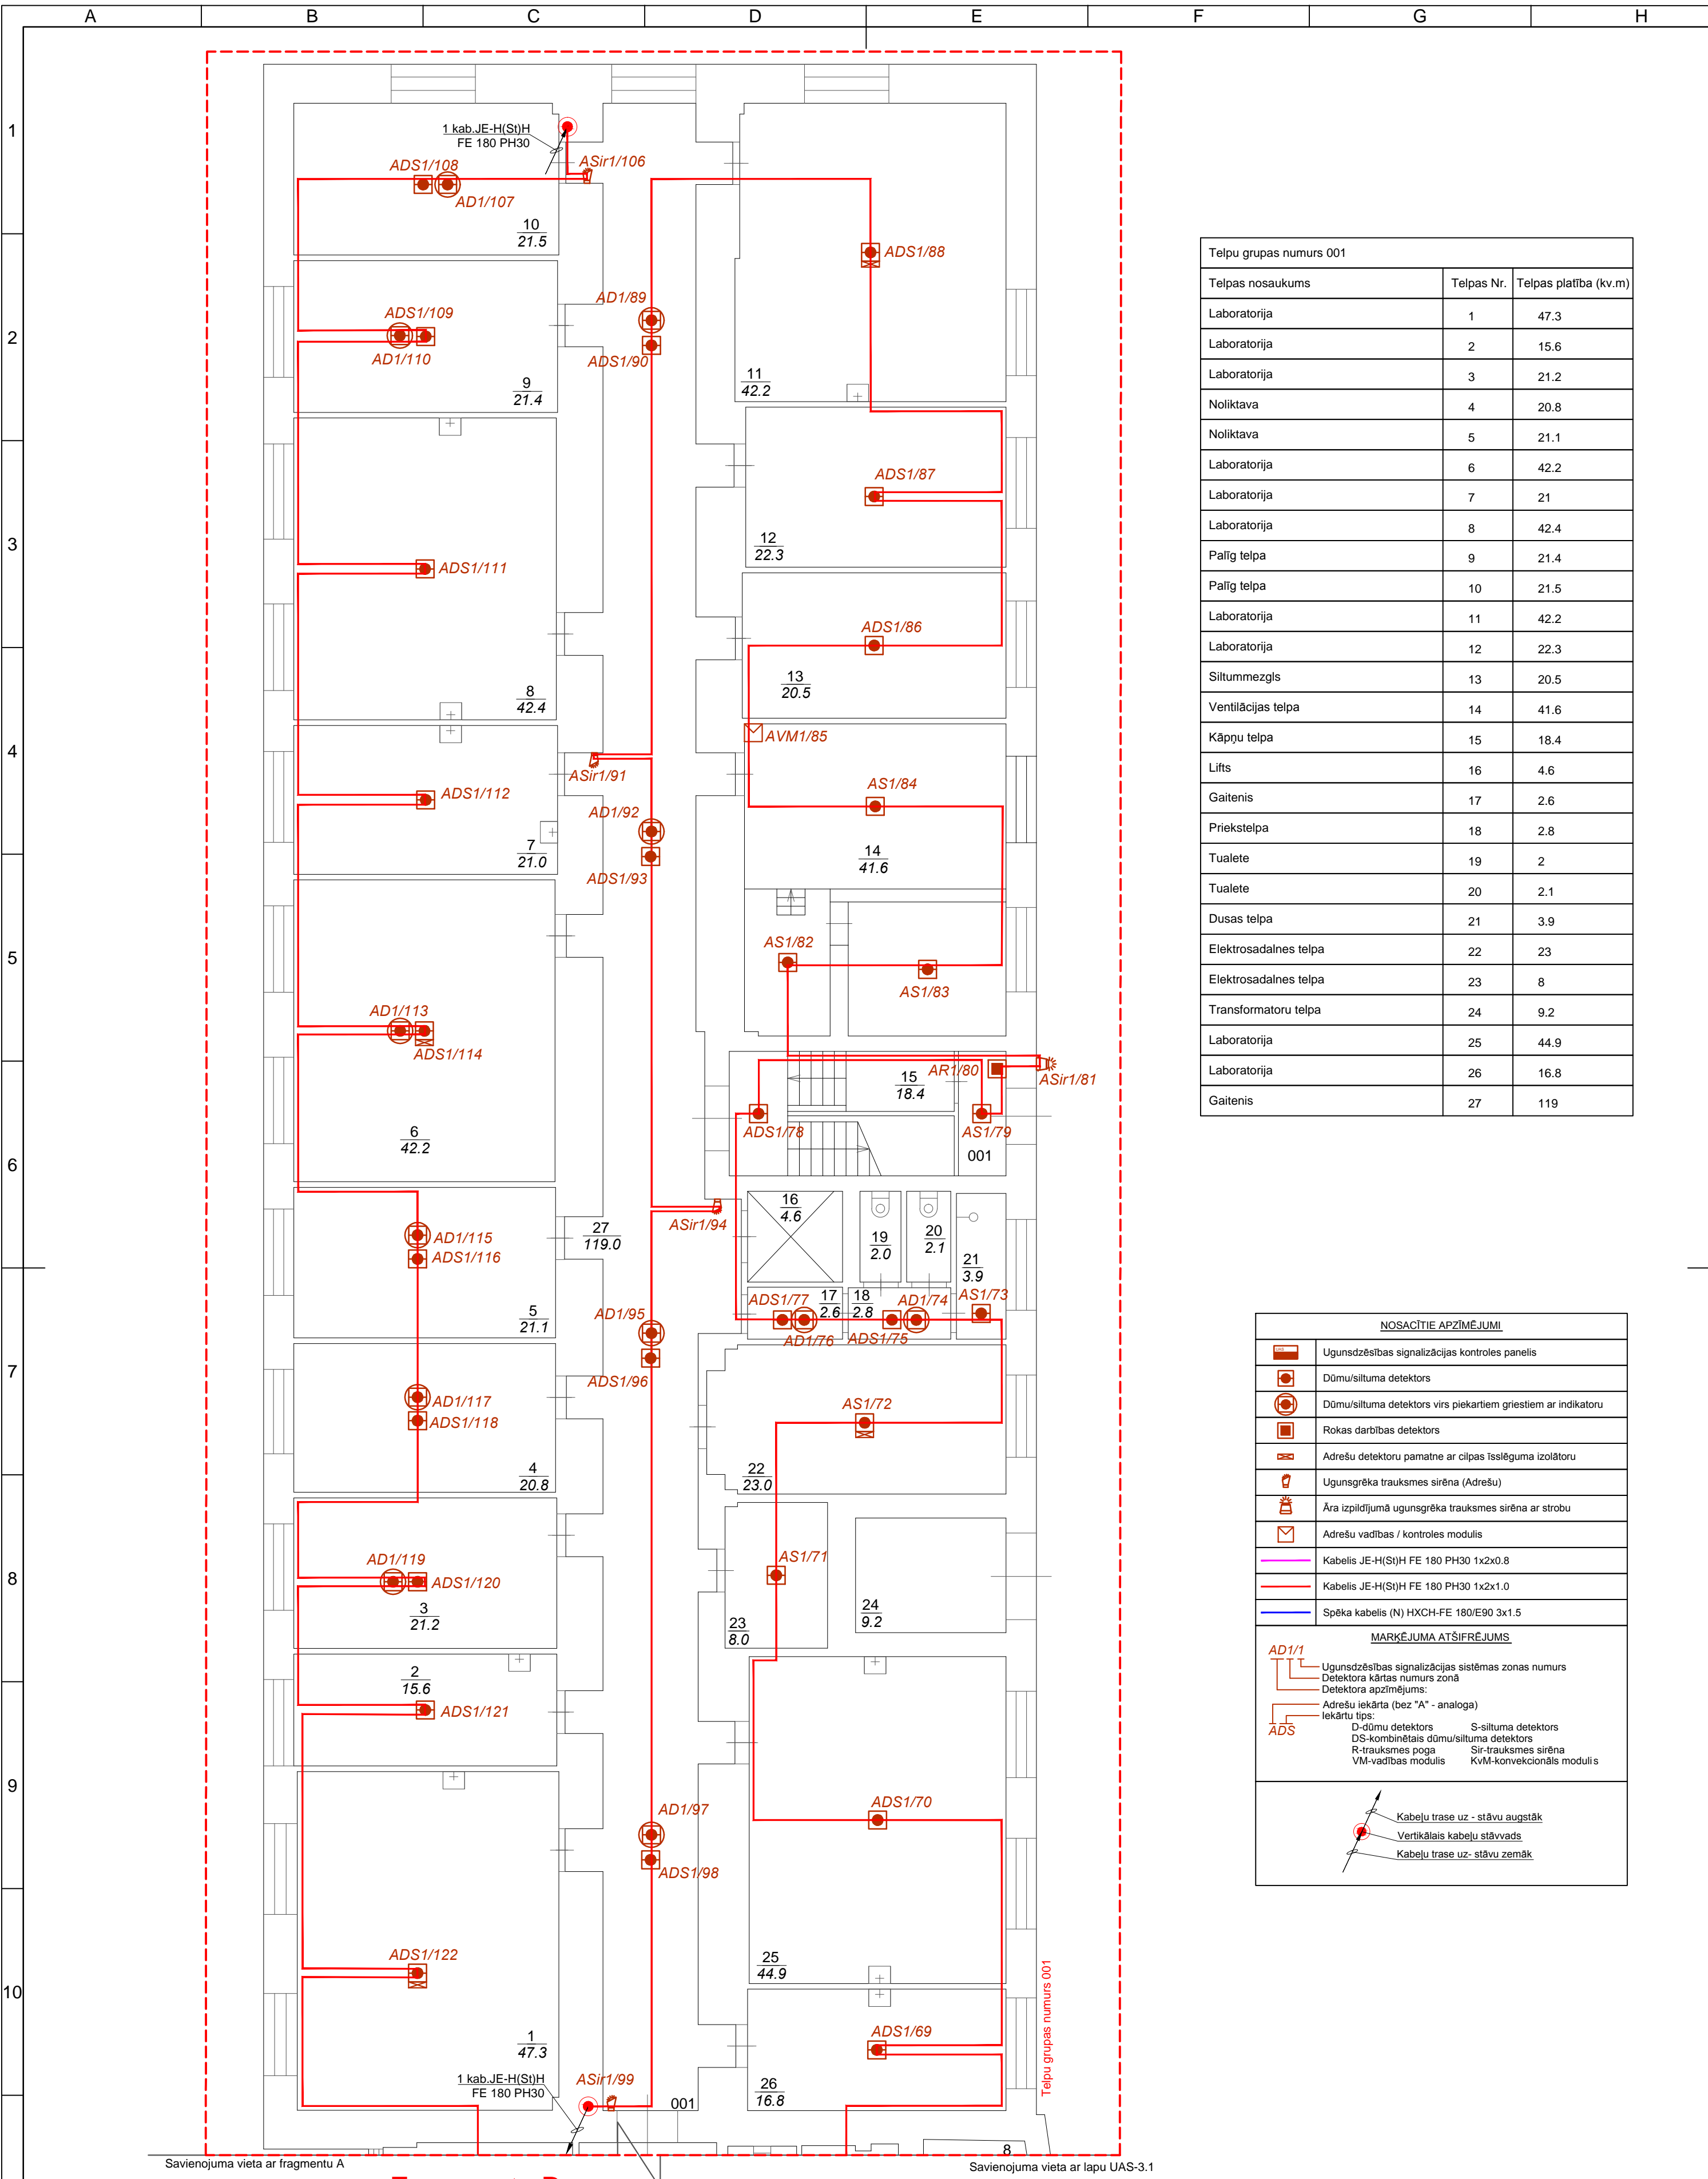 A B C D E F G H
1
2
3
4
5
6
7
8
9
10
1 kab.JE-H(St)H
FE 180 PH30
ASir1/106
ADS1/108
AD1/107
10
21.5
ADS1/88
AD1/89
ADS1/90
ADS1/109
AD1/110
9
21.4
11
42.2
ADS1/87
ADS1/111
12
22.3
ADS1/86
13
20.5
8
42.4
AVM1/85
ASir1/91
ADS1/112
AS1/84
AD1/92
7
21.0
14
41.6
ADS1/93
AS1/82
AS1/83
AD1/113
ADS1/114
AR1/80
ASir1/81
15
18.4
ADS1/78
AS1/79
001
6
42.2
16
4.6
ASir1/94
27
119.0
19
2.0
20
2.1
21
3.9
AD1/115
ADS1/116
ADS1/77
17
2.6
18
2.8
AD1/74
AS1/73
AD1/76
ADS1/75
5
21.1
AD1/95
ADS1/96
AD1/117
ADS1/118
AS1/72
4
20.8
22
23.0
AS1/71
AD1/119
ADS1/120
3
21.2
24
9.2
23
8.0
2
15.6
ADS1/121
AD1/97
ADS1/98
ADS1/70
ADS1/122
25
44.9
1
47.3
ADS1/69
1 kab.JE-H(St)H
FE 180 PH30
ASir1/99
001
26
16.8
8
Telpu grupas numurs 001
Savienojuma vieta ar fragmentu A
Savienojuma vieta ar lapu UAS-3.1
Telpu grupas numurs 001
Telpas nosaukums Telpas Nr. Telpas platība (kv.m)
Laboratorija 1 47.3
Laboratorija 2 15.6
Laboratorija 3 21.2
Noliktava 4 20.8
Noliktava 5 21.1
Laboratorija 6 42.2
Laboratorija 7 21
Laboratorija 8 42.4
Palīg telpa 9 21.4
Palīg telpa 10 21.5
Laboratorija 11 42.2
Laboratorija 12 22.3
Siltummezgls 13 20.5
Ventilācijas telpa 14 41.6
Kāpņu telpa 15 18.4
Lifts 16 4.6
Gaitenis 17 2.6
Priekstelpa 18 2.8
Tualete 19 2
Tualete 20 2.1
Dusas telpa 21 3.9
Elektrosadalnes telpa 22 23
Elektrosadalnes telpa 23 8
Transformatoru telpa 24 9.2
Laboratorija 25 44.9
Laboratorija 26 16.8
Gaitenis 27 119
NOSACĪTIE APZĪMĒJUMI
Ugunsdzēsības signalizācijas kontroles panelis
Dūmu/siltuma detektors
Dūmu/siltuma detektors virs piekartiem griestiem ar indikatoru
Rokas darbības detektors
Adrešu detektoru pamatne ar cilpas īsslēguma izolātoru
Ugunsgrēka trauksmes sirēna (Adrešu)
Āra izpildījumā ugunsgrēka trauksmes sirēna ar strobu
Adrešu vadības / kontroles modulis
Kabelis JE-H(St)H FE 180 PH30 1x2x0.8
Kabelis JE-H(St)H FE 180 PH30 1x2x1.0
Spēka kabelis (N) HXCH-FE 180/E90 3x1.5
MARĶĒJUMA ATŠIFRĒJUMS
AD1/1
Ugunsdzēsības signalizācijas sistēmas zonas numurs
Detektora kārtas numurs zonā
Detektora apzīmējums:
Adrešu iekārta (bez "A" - analoga)
Iekārtu tips:
ADS
D-dūmu detektors S-siltuma detektors
DS-kombinētais dūmu/siltuma detektors
R-trauksmes poga Sir-trauksmes sirēna
VM-vadības modulis KvM-konvekcionāls modulis
Kabeļu trase uz - stāvu augstāk
Vertikālais kabeļu stāvvads
Kabeļu trase uz- stāvu zemāk